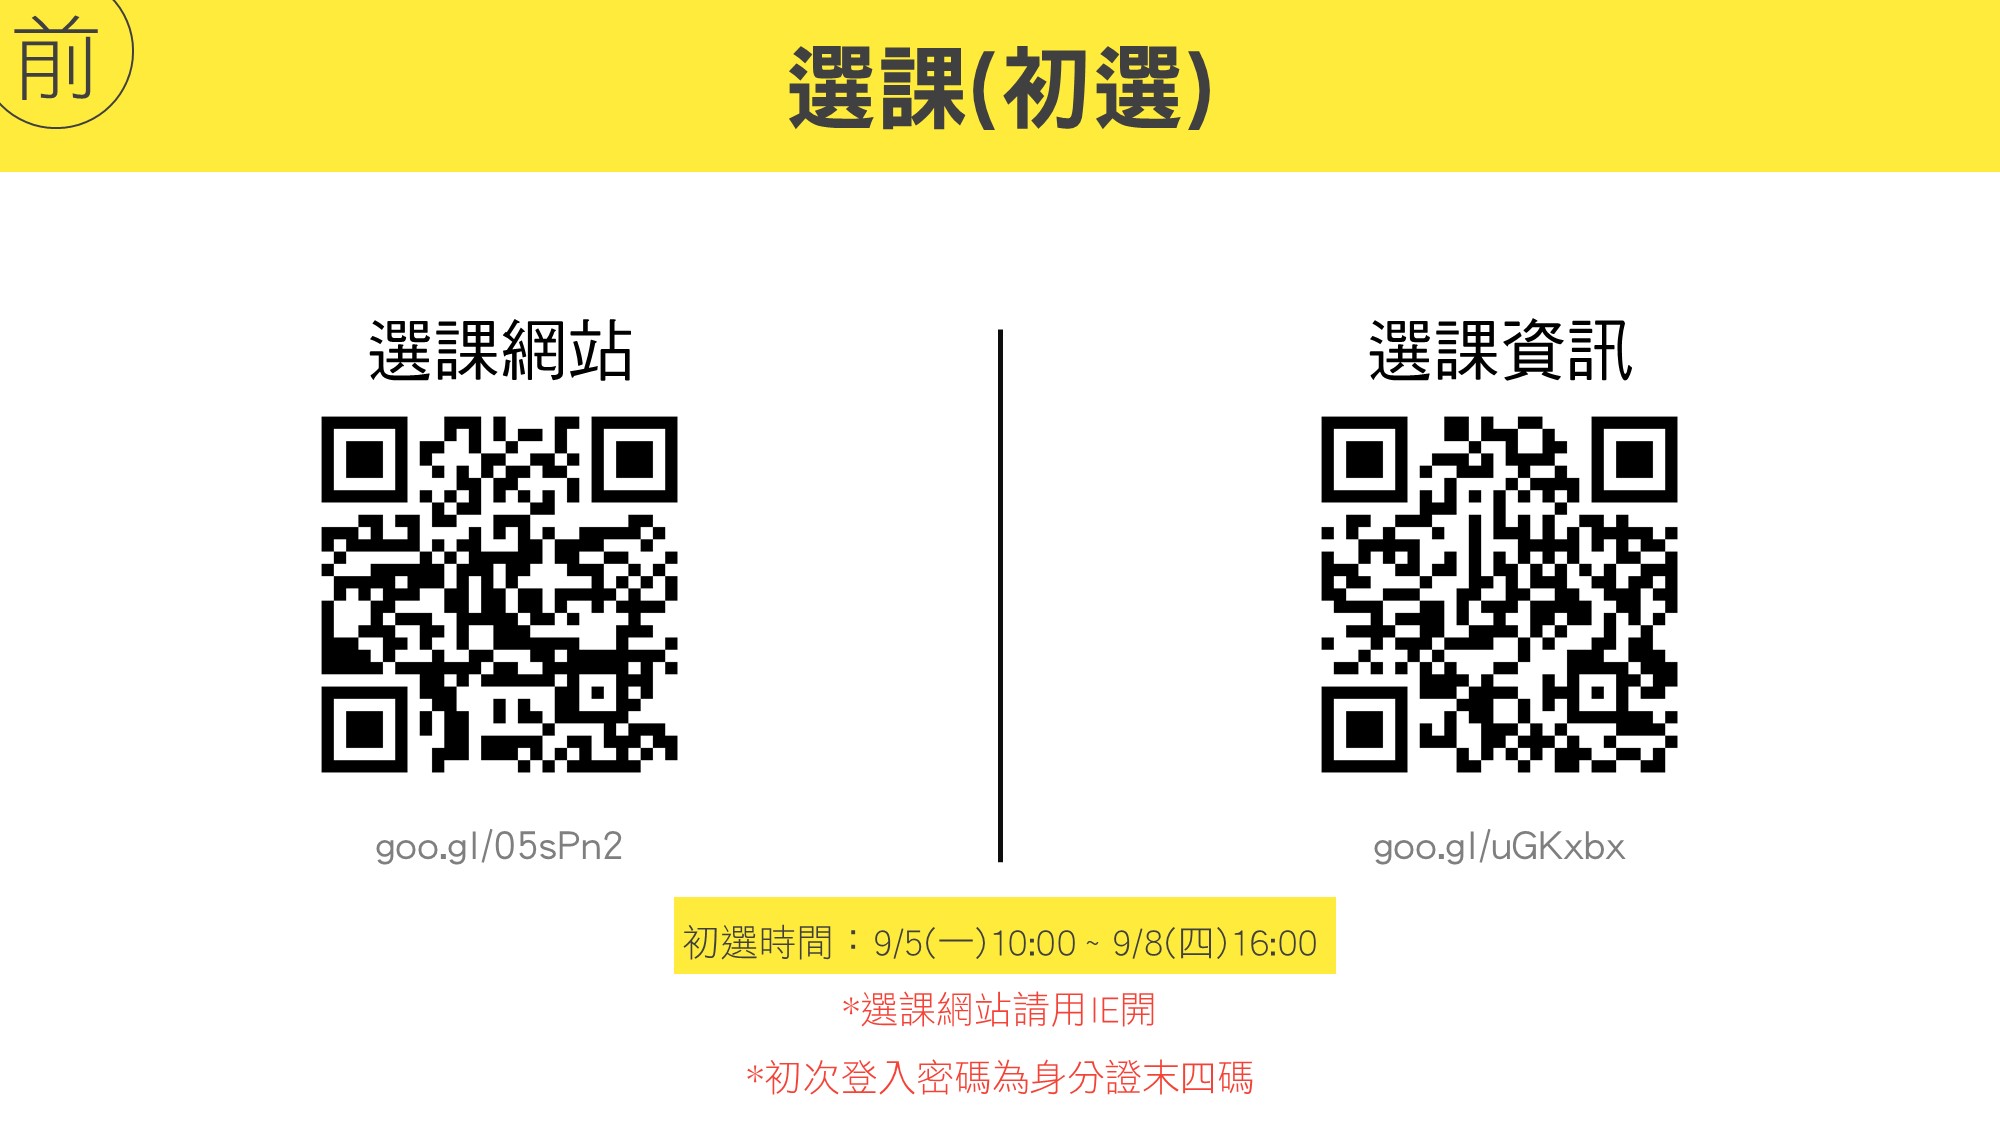 前
選課(初選)
選課網站
goo.gl/05sPn2
選課資訊
goo.gl/uGKxbx
初選時間：9/5(一)10:00 ~ 9/8(四)16:00
*選課網站請用IE開
*初次登入密碼為身分證末四碼